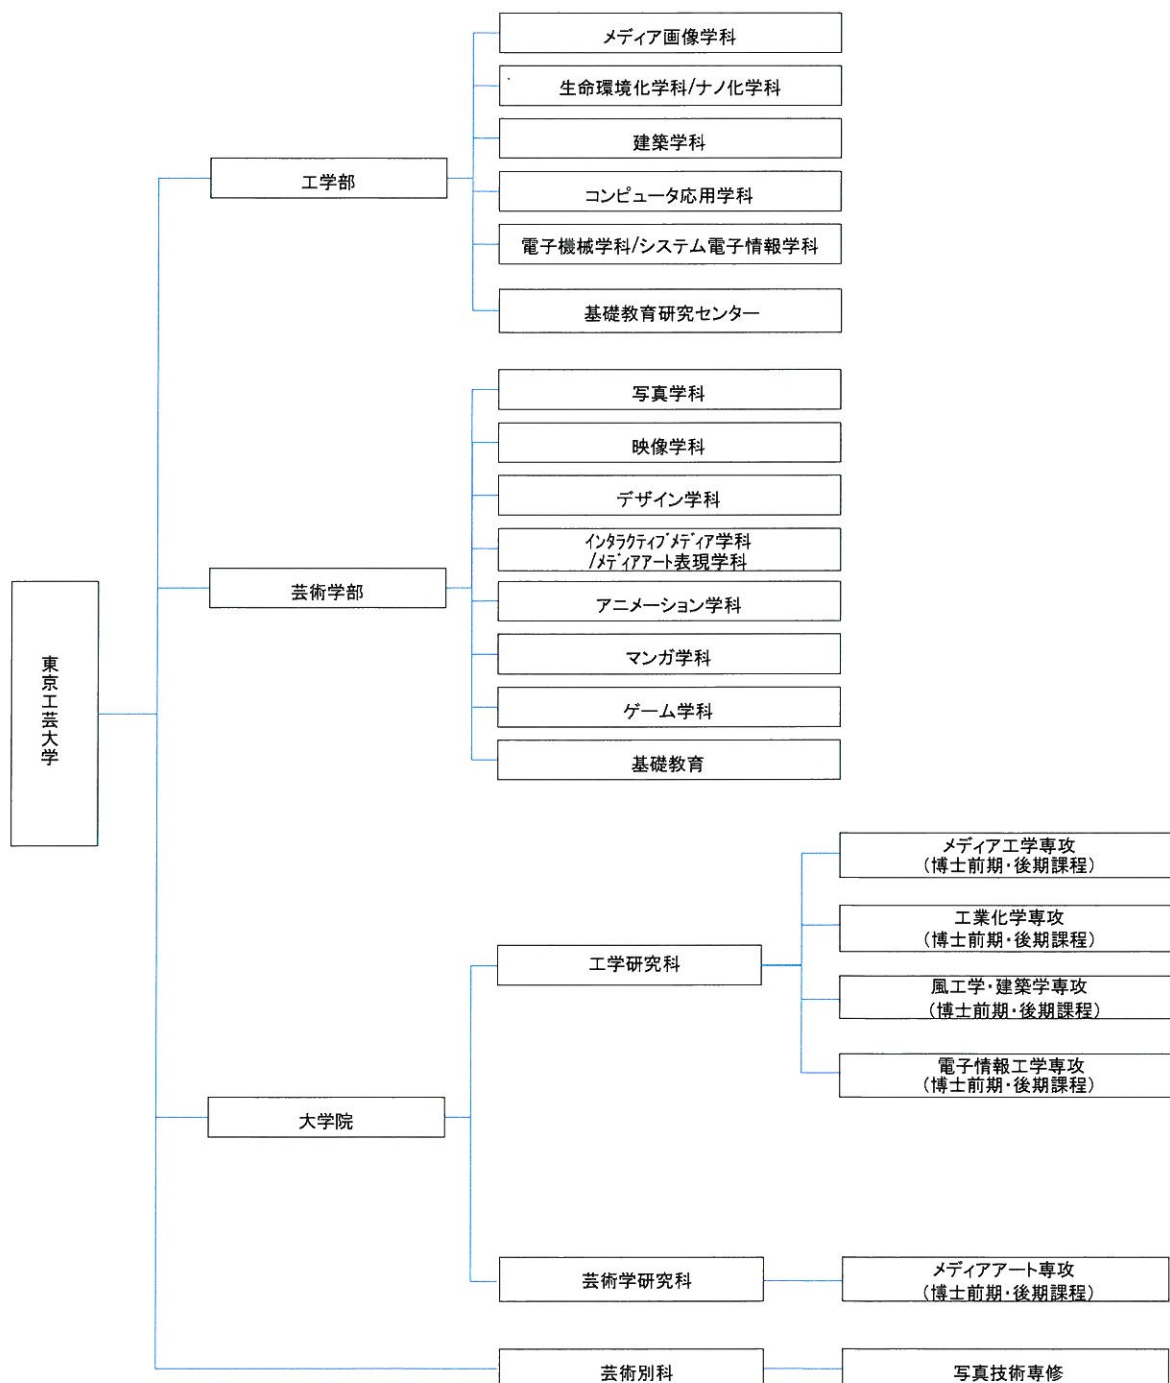 東京工芸大学
工学部
メディア画像学科
生命環境化学科/ナノ化学科
建築学科
コンピュータ応用学科
電子機械学科/システム電子情報学科
基礎教育研究センター
芸術学部
写真学科
映像学科
デザイン学科
インタラクティブメディア学科
/メディアアート表現学科
アニメーション学科
マンガ学科
ゲーム学科
基礎教育
大学院
工学研究科
メディア工学専攻
(博士前期・後期課程)
工業化学専攻
(博士前期・後期課程)
風工学・建築学専攻
(博士前期・後期課程)
電子情報工学専攻
(博士前期・後期課程)
芸術学研究科
メディアアート専攻
(博士前期・後期課程)
芸術別科
写真技術専修